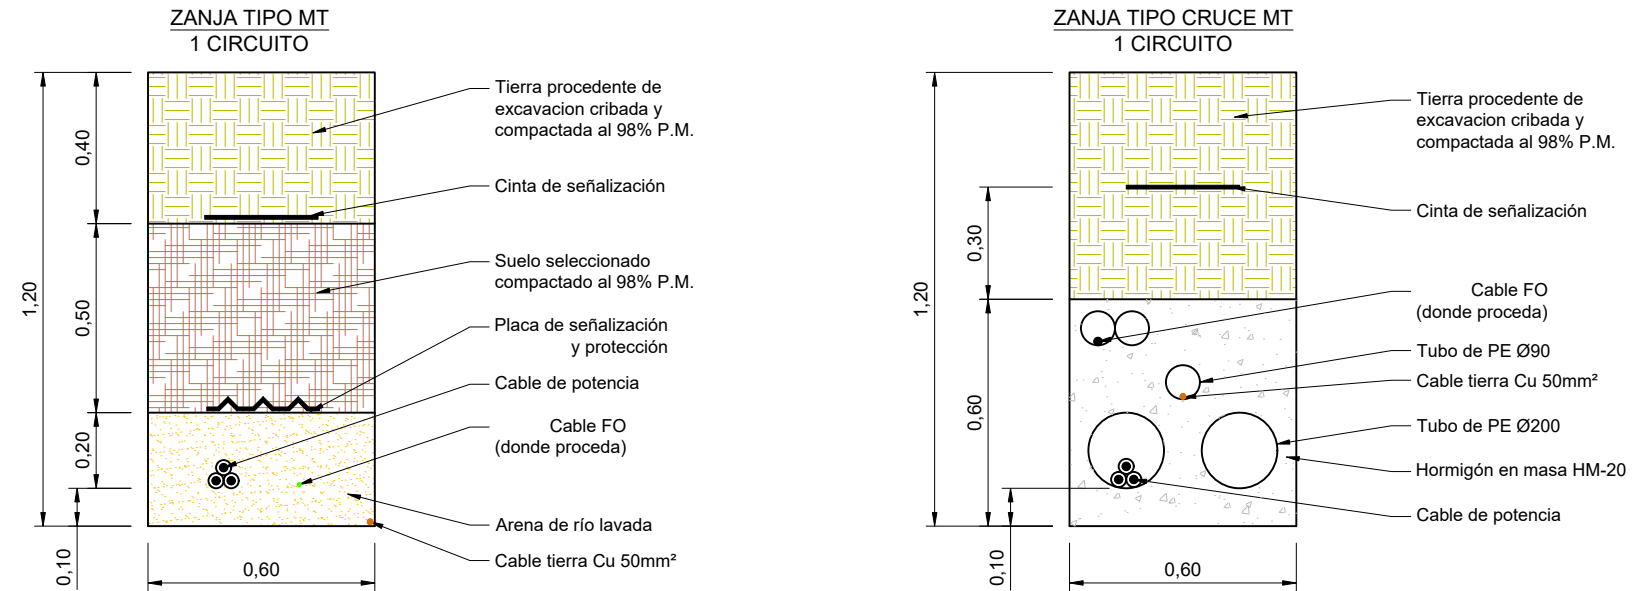 ZANJA TIPO MT
1 CIRCUITO
1,20
0,40
0,50
0,20
0,10
0,60
Tierra procedente de
excavacion cribada y
compactada al 98% P.M.
Cinta de señalización
Suelo seleccionado
compactado al 98% P.M.
Placa de señalización
y protección
Cable de potencia
Cable FO
(donde proceda)
Arena de río lavada
Cable tierra Cu 50mm²
ZANJA TIPO CRUCE MT
1 CIRCUITO
1,20
0,30
0,60
0,10
0,60
Tierra procedente de
excavacion cribada y
compactada al 98% P.M.
Cinta de señalización
Cable FO
(donde proceda)
Tubo de PE Ø90
Cable tierra Cu 50mm²
Tubo de PE Ø200
Hormigón en masa HM-20
Cable de potencia